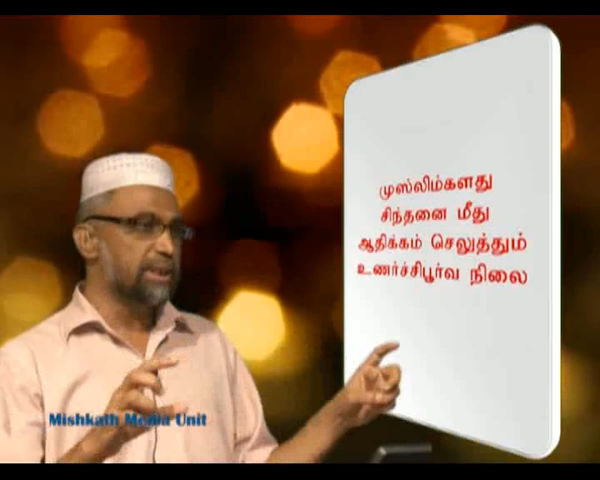 முஸ்லிம்களது
சிந்தனை மீது
ஆதிக்கம் செலுத்தும்
உணர்ச்சிபூர்வ நிலை
Mishkath Media Unit